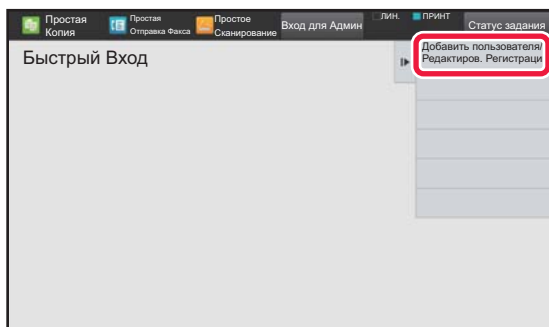 Простая
Копия
Простая
Отправка Факса
Простое
Сканирование
Вход для Админ
ЛИН.
ПРИНТ
Статус задания
Быстрый Вход
Добавить пользователя/
Редактиров. Регистраци